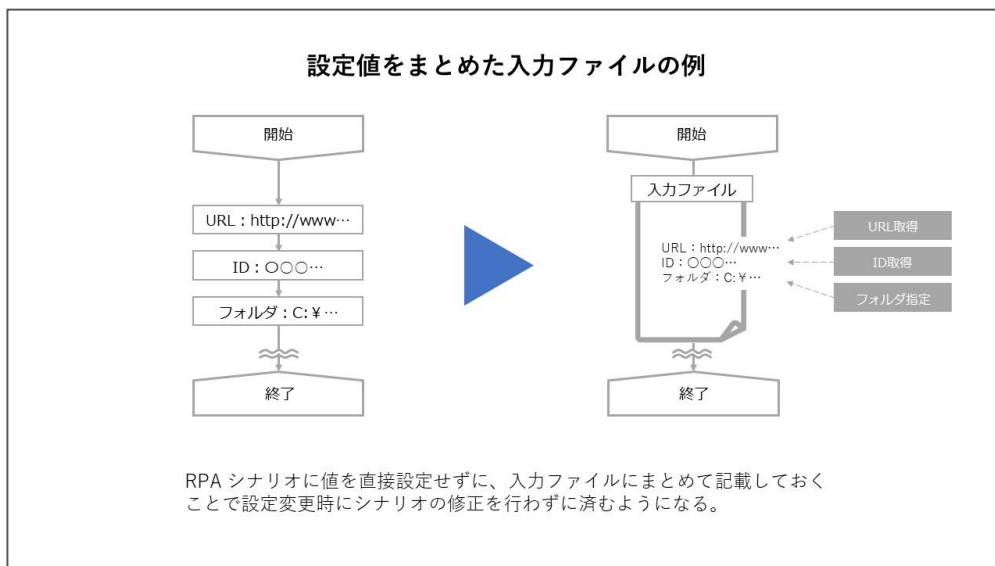 設定値をまとめた入力ファイルの例
開始
URL：http://www…
ID：〇〇〇…
フォルダ：C:￥…
終了
開始
入力ファイル
URL：http://www…
ID：〇〇〇…
フォルダ：C:￥…
URL取得
ID取得
フォルダ指定
終了
RPA シナリオに値を直接設定せずに、入力ファイルにまとめて記載しておく
ことで設定変更時にシナリオの修正を行わずに済むようになる。